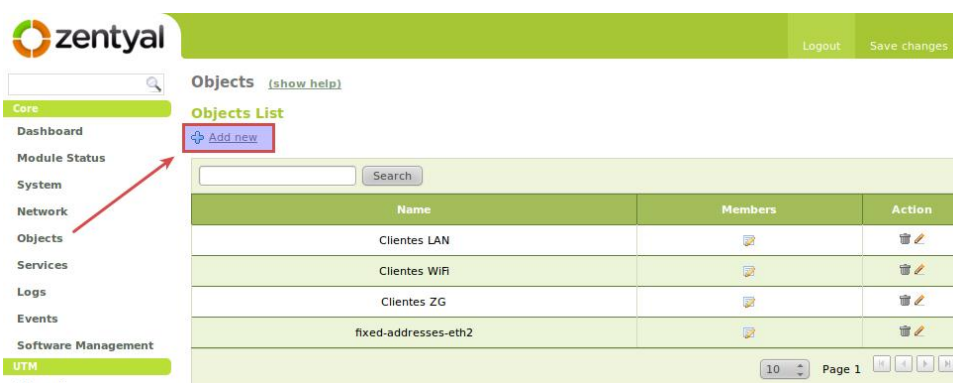 zentyal
Logout Save changes
Objects (show help)
Core
Objects List
Dashboard
Add new
Module Status
System
Search
Network
Name Members Action
Objects
Clientes LAN
Services
Clientes WiFi
Logs
Clientes ZG
Events
fixed-addresses-eth2
Software Management
UTM
10 Page 1